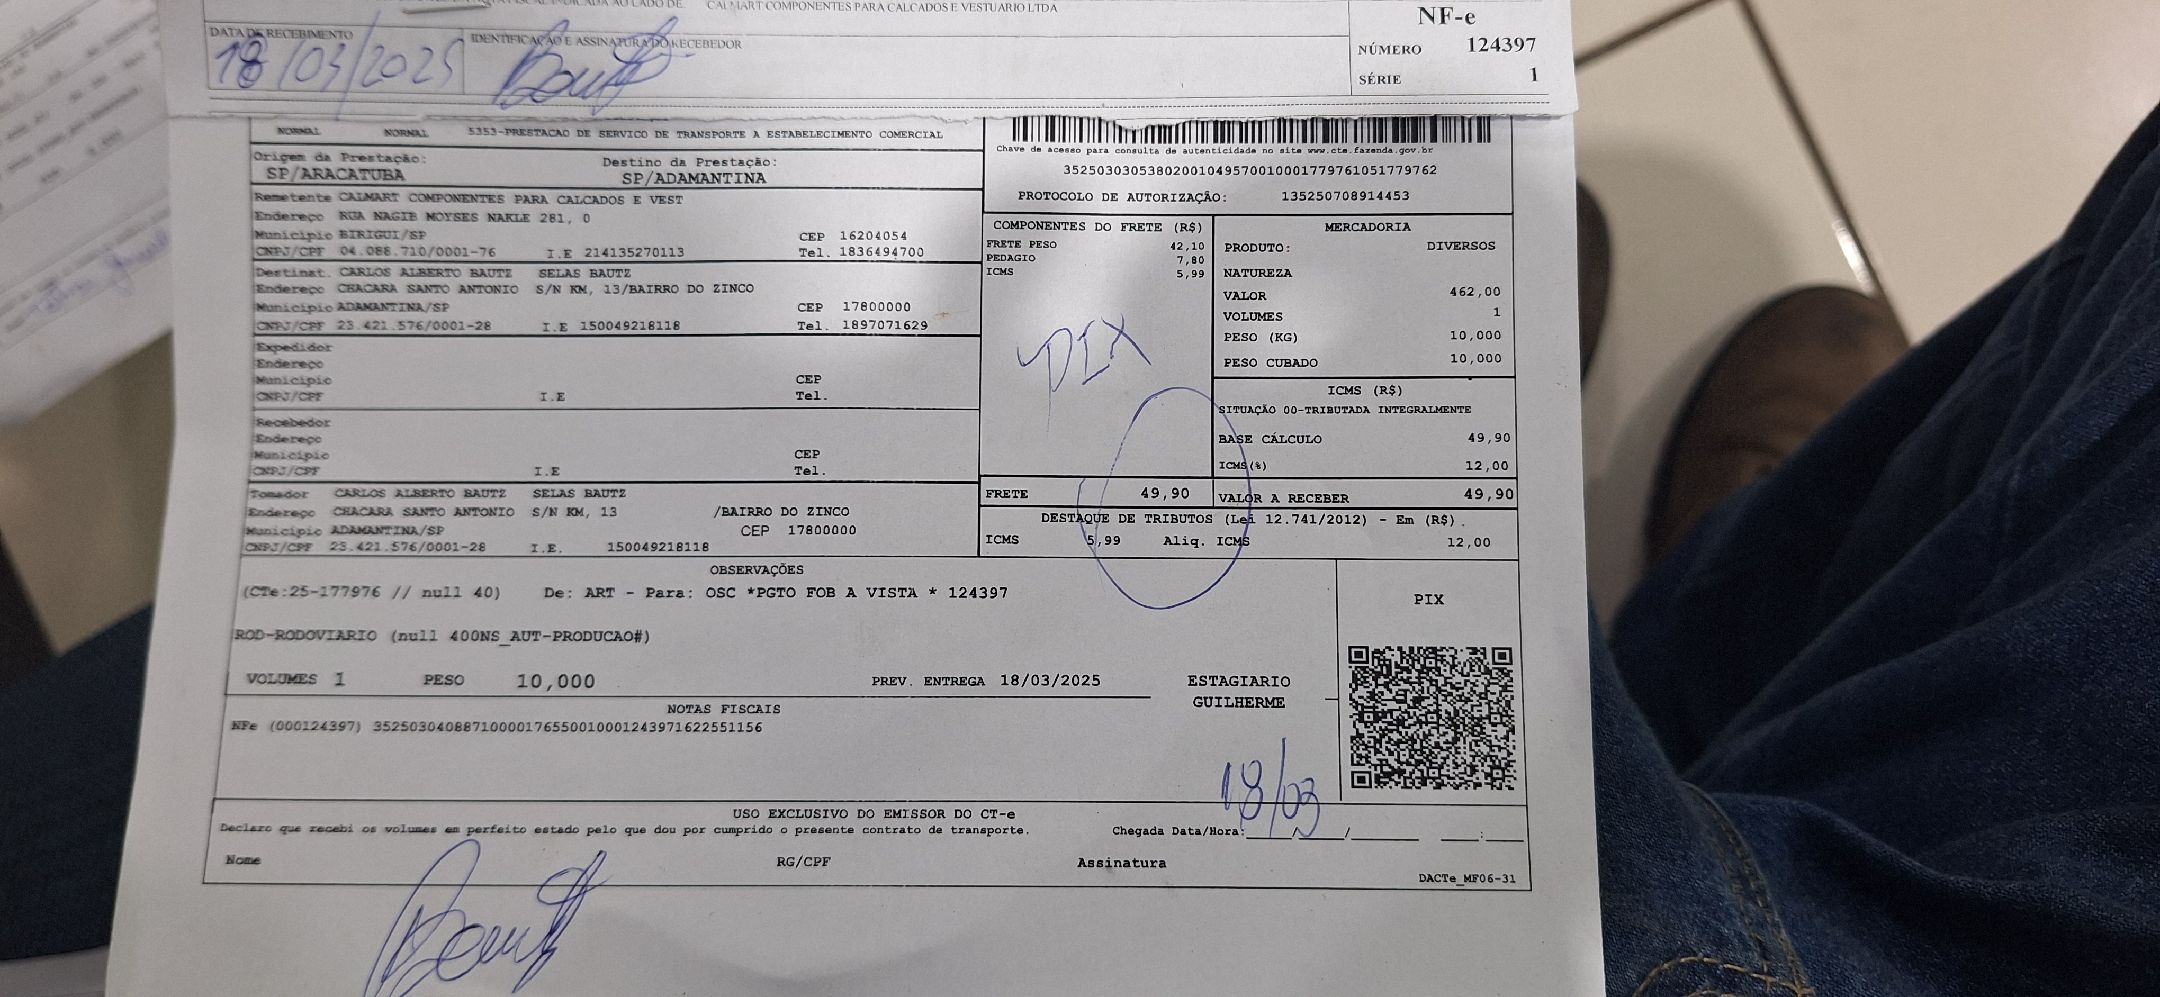 AO LADO DE CALMART COMPONENTES PARA CALCADOS E VESTUARIO LTDA
NF-e
DATA DE RECEBIMENTO IDENTIFICAÇÃO E ASSINATURA DO RECEBEDOR
NÚMERO 124397
18/03/2025
SÉRIE 1
NORMAL NORMAL 5353-PRESTACAO DE SERVICO DE TRANSPORTE A ESTABELECIMENTO COMERCIAL
Chave de acesso para consulta de autenticidade no site www.cte.fazenda.gov.br
35250303053802001049570010001779761051779762
PROTOCOLO DE AUTORIZAÇÃO: 135250708914453
Origem da Prestação: Destino da Prestação:
SP/ARACATUBA SP/ADAMANTINA
Remetente CALMART COMPONENTES PARA CALCADOS E VEST
Endereço RUA NAGIB MOYSES NAKLE 281, 0
Município BIRIGUI/SP CEP 16204054
CNPJ/CPF 04.088.710/0001-76 I.E 214135270113 Tel. 1836494700
Destinat. CARLOS ALBERTO BAUTZ SELAS BAUTZ
Endereço CHACARA SANTO ANTONIO S/N KM, 13/BAIRRO DO ZINCO
Município ADAMANTINA/SP CEP 17800000
CNPJ/CPF 23.421.576/0001-28 I.E 150049218118 Tel. 1897071629
Expedidor
Endereço
Município CEP
CNPJ/CPF I.E Tel.
Recebedor
Endereço
Município CEP
CNPJ/CPF I.E Tel.
Tomador CARLOS ALBERTO BAUTZ SELAS BAUTZ
Endereço CHACARA SANTO ANTONIO S/N KM, 13 /BAIRRO DO ZINCO
Município ADAMANTINA/SP CEP 17800000
CNPJ/CPF 23.421.576/0001-28 I.E. 150049218118
COMPONENTES DO FRETE (R$)
FRETE PESO 42,10
PEDAGIO 7,80
ICMS 5,99
PIX
MERCADORIA
PRODUTO: DIVERSOS
NATUREZA
VALOR 462,00
VOLUMES 1
PESO (KG) 10,000
PESO CUBADO 10,000
ICMS (R$)
SITUAÇÃO 00-TRIBUTADA INTEGRALMENTE
BASE CÁLCULO 49,90
ICMS(%) 12,00
FRETE 49,90 VALOR A RECEBER 49,90
DESTAQUE DE TRIBUTOS (Lei 12.741/2012) - Em (R$).
ICMS 5,99 Aliq. ICMS 12,00
OBSERVAÇÕES
(CTe:25-177976 // null 40) De: ART - Para: OSC *PGTO FOB A VISTA * 124397
PIX
ROD-RODOVIARIO (null 400NS_AUT-PRODUCAO#)
VOLUMES 1 PESO 10,000 PREV. ENTREGA 18/03/2025 ESTAGIARIO
GUILHERME
NOTAS FISCAIS
NFe (000124397) 35250304088710000176550010001243971622551156
18/03
USO EXCLUSIVO DO EMISSOR DO CT-e
Declaro que recebi os volumes em perfeito estado pelo que dou por cumprido o presente contrato de transporte. Chegada Data/Hora:___/___/___ ___:___
Nome RG/CPF Assinatura
DACTe_MF06-31